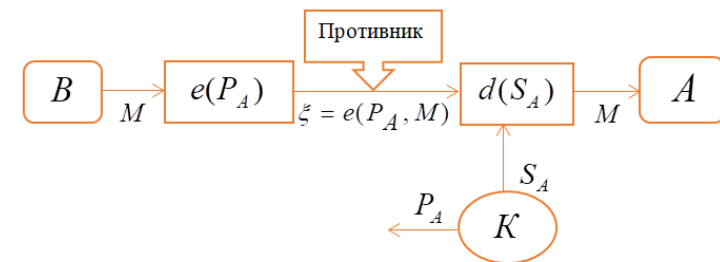 Противник
B
M
e(P_A)
ξ = e(P_A, M)
d(S_A)
M
A
S_A
P_A
К